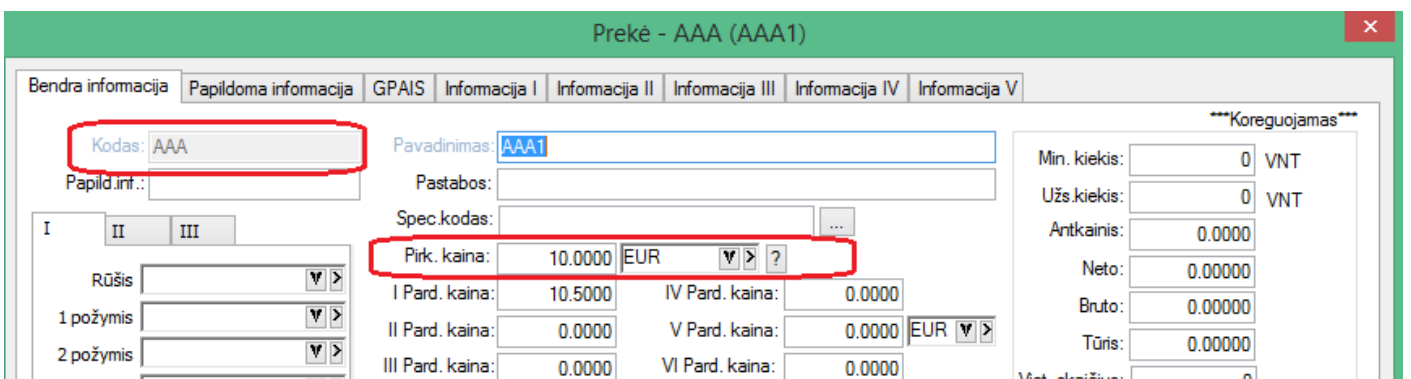 Prekė - AAA (AAA1)
Bendra informacija Papildoma informacija GPAIS Informacija I Informacija II Informacija III Informacija IV Informacija V
***Koreguojamas***
Kodas: AAA Pavadinimas: AAA1
Min. kiekis: 0 VNT
Papild.inf.: Pastabos:
Užs.kiekis: 0 VNT
I II III Spec.kodas: ...
Antkainis: 0.0000
Pirk. kaina: 10.0000 EUR ?
Neto: 0.00000
Rūšis I Pard. kaina: 10.5000 IV Pard. kaina: 0.0000
Bruto: 0.00000
1 požymis II Pard. kaina: 0.0000 V Pard. kaina: 0.0000 EUR
Tūris: 0.00000
2 požymis III Pard. kaina: 0.0000 VI Pard. kaina: 0.0000